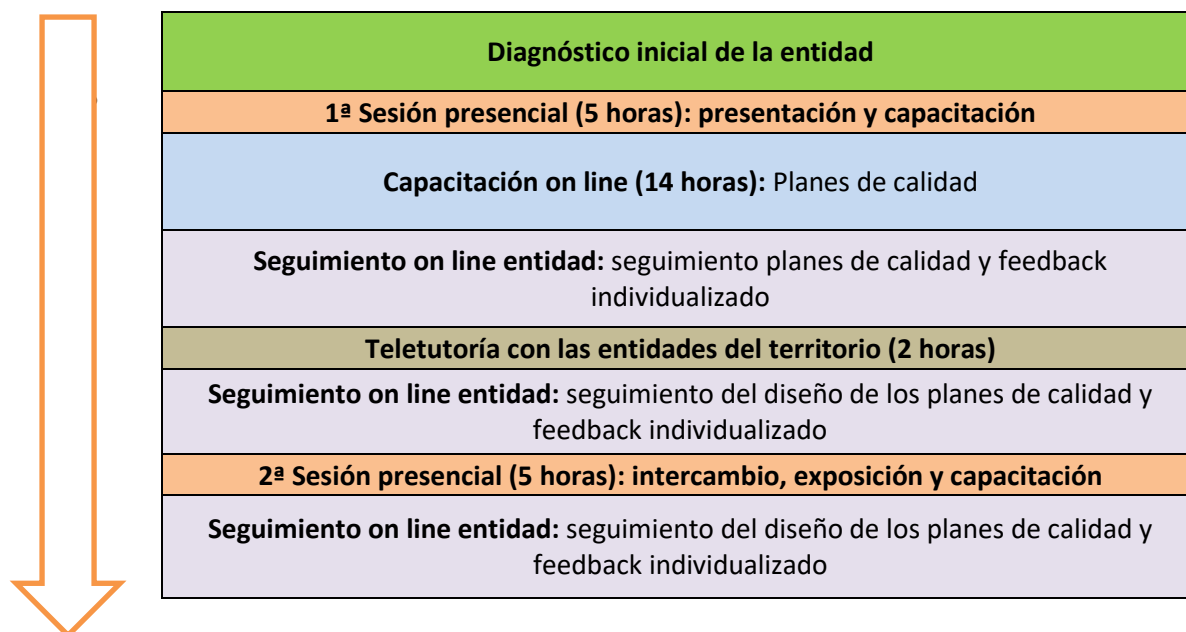 Diagnóstico inicial de la entidad
1ª Sesión presencial (5 horas): presentación y capacitación
Capacitación on line (14 horas): Planes de calidad
Seguimiento on line entidad: seguimiento planes de calidad y feedback
individualizado
Teletutoría con las entidades del territorio (2 horas)
Seguimiento on line entidad: seguimiento del diseño de los planes de calidad y
feedback individualizado
2ª Sesión presencial (5 horas): intercambio, exposición y capacitación
Seguimiento on line entidad: seguimiento del diseño de los planes de calidad y
feedback individualizado